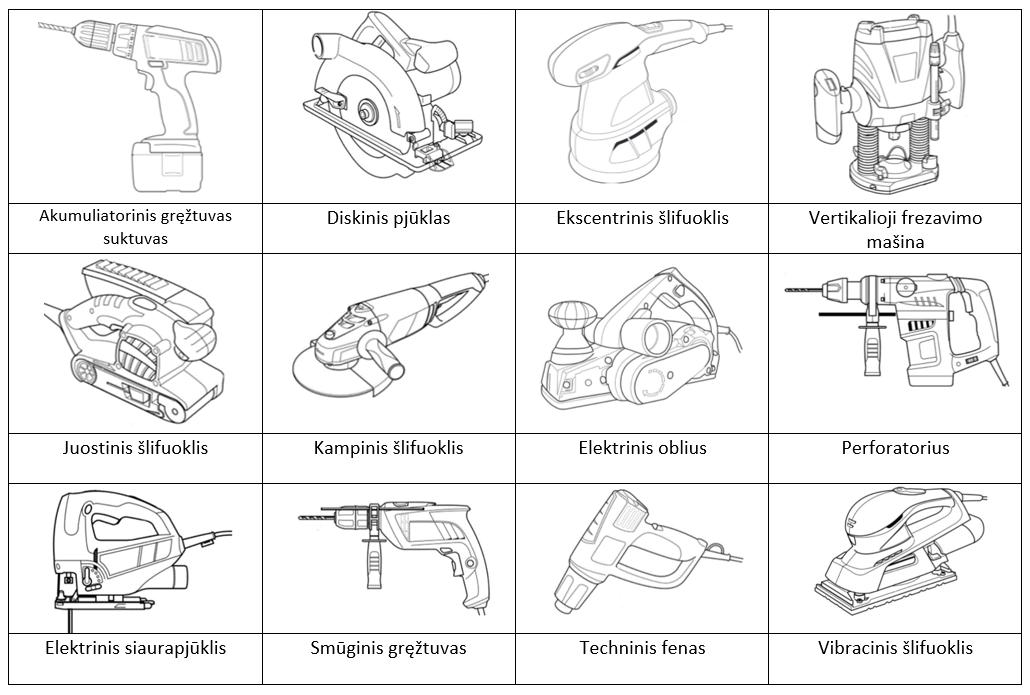 Akumuliatorinis gręžtuvas
suktuvas
Diskinis pjūklas
Ekscentrinis šlifuoklis
Vertikalioji frezavimo
mašina
Juostinis šlifuoklis
Kampinis šlifuoklis
Elektrinis oblius
Perforatorius
Elektrinis siaurapjūklis
Smūginis gręžtuvas
Techninis fenas
Vibracinis šlifuoklis